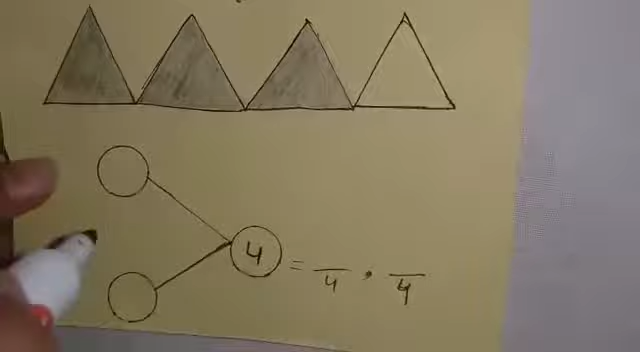 4 = —/4 , —/4